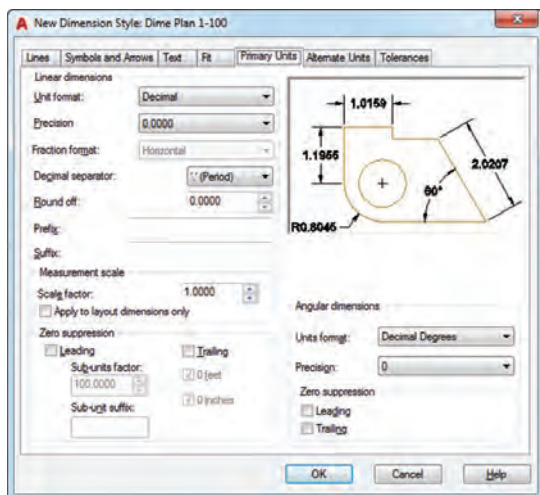 New Dimension Style: Dime Plan 1-100
Lines Symbols and Arrows Text Fit Primary Units Alternate Units Tolerances
Linear dimensions
Unit format: Decimal
Precision 0.0000
Fraction format: Horizontal
Decimal separator: '.' (Period)
Round off: 0.0000
Prefix:
Suffix:
Measurement scale
Scale factor: 1.0000
Apply to layout dimensions only
Zero suppression
Leading
Trailing
Sub-units factor:
100.0000
0 feet
0 inches
Sub-unit suffix:
1.0159
1.1955
2.0207
60°
R0.8045
Angular dimensions
Units format: Decimal Degrees
Precision: 0
Zero suppression
Leading
Trailing
OK Cancel Help